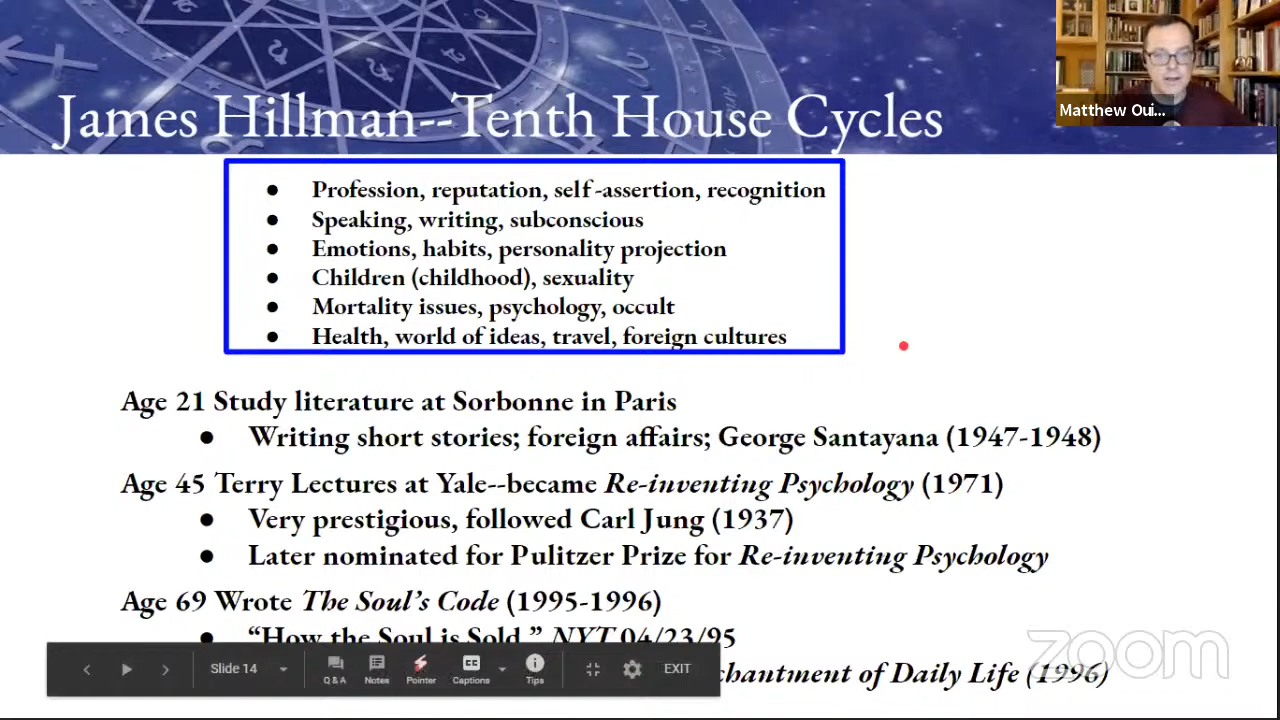 James Hillman--Tenth House Cycles
Matthew Oui...
● Profession, reputation, self-assertion, recognition
● Speaking, writing, subconscious
● Emotions, habits, personality projection
● Children (childhood), sexuality
● Mortality issues, psychology, occult
● Health, world of ideas, travel, foreign cultures
Age 21 Study literature at Sorbonne in Paris
● Writing short stories; foreign affairs; George Santayana (1947-1948)
Age 45 Terry Lectures at Yale--became Re-inventing Psychology (1971)
● Very prestigious, followed Carl Jung (1937)
● Later nominated for Pulitzer Prize for Re-inventing Psychology
Age 69 Wrote The Soul's Code (1995-1996)
● “How the Soul is Sold,” NYT 04/23/95
chantment of Daily Life (1996)
Slide 14
Q & A
Notes
Pointer
CC
Captions
Tips
EXIT
zoom